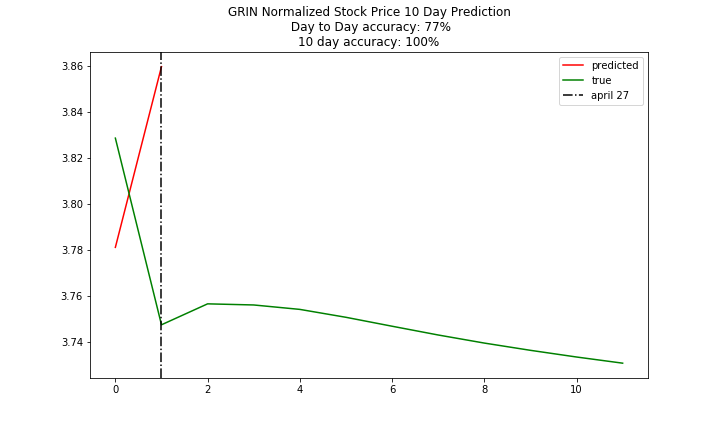 GRIN Normalized Stock Price 10 Day Prediction
Day to Day accuracy: 77%
10 day accuracy: 100%
3.86
3.84
3.82
3.80
3.78
3.76
3.74
predicted
true
april 27
0 2 4 6 8 10